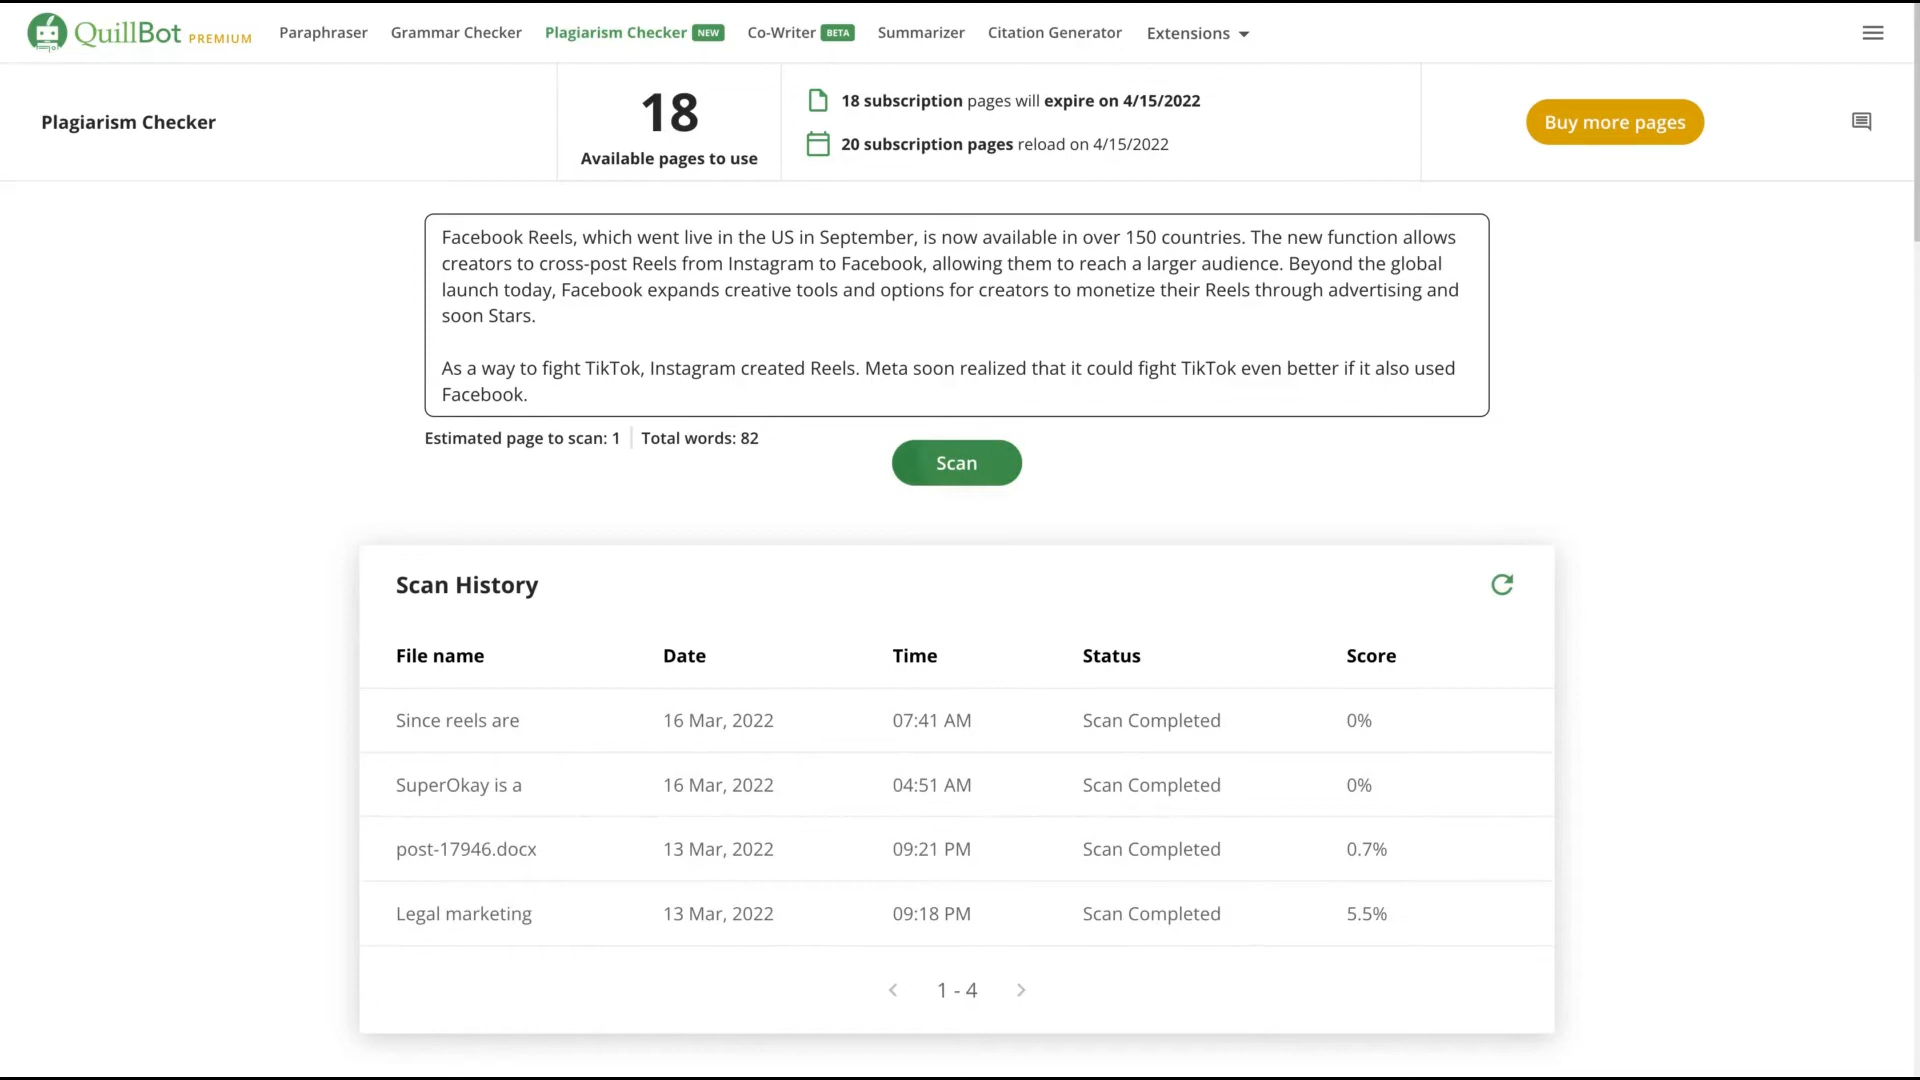 QuillBot PREMIUM
Paraphraser
Grammar Checker
Plagiarism Checker NEW
Co-Writer BETA
Summarizer
Citation Generator
Extensions
Plagiarism Checker
18
Available pages to use
18 subscription pages will expire on 4/15/2022
20 subscription pages reload on 4/15/2022
Buy more pages
Facebook Reels, which went live in the US in September, is now available in over 150 countries. The new function allows
creators to cross-post Reels from Instagram to Facebook, allowing them to reach a larger audience. Beyond the global
launch today, Facebook expands creative tools and options for creators to monetize their Reels through advertising and
soon Stars.
As a way to fight TikTok, Instagram created Reels. Meta soon realized that it could fight TikTok even better if it also used
Facebook.
Estimated page to scan: 1
Total words: 82
Scan
Scan History
File name Date Time Status Score
Since reels are 16 Mar, 2022 07:41 AM Scan Completed 0%
SuperOkay is a 16 Mar, 2022 04:51 AM Scan Completed 0%
post-17946.docx 13 Mar, 2022 09:21 PM Scan Completed 0.7%
Legal marketing 13 Mar, 2022 09:18 PM Scan Completed 5.5%
1 - 4